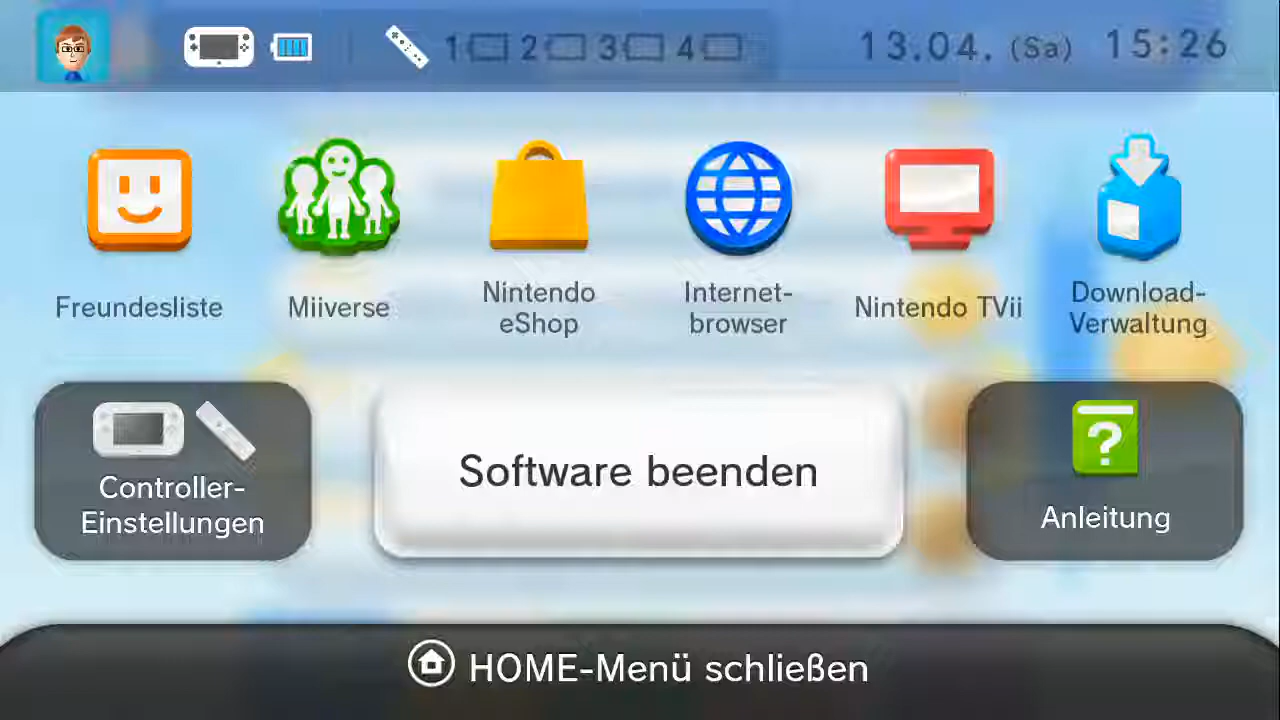 1 2 3 4 13.04. (Sa) 15:26
Freundesliste
Miiverse
Nintendo
eShop
Internet-
browser
Nintendo TVii
Download-
Verwaltung
Controller-
Einstellungen
Software beenden
?
Anleitung
HOME-Menü schließen